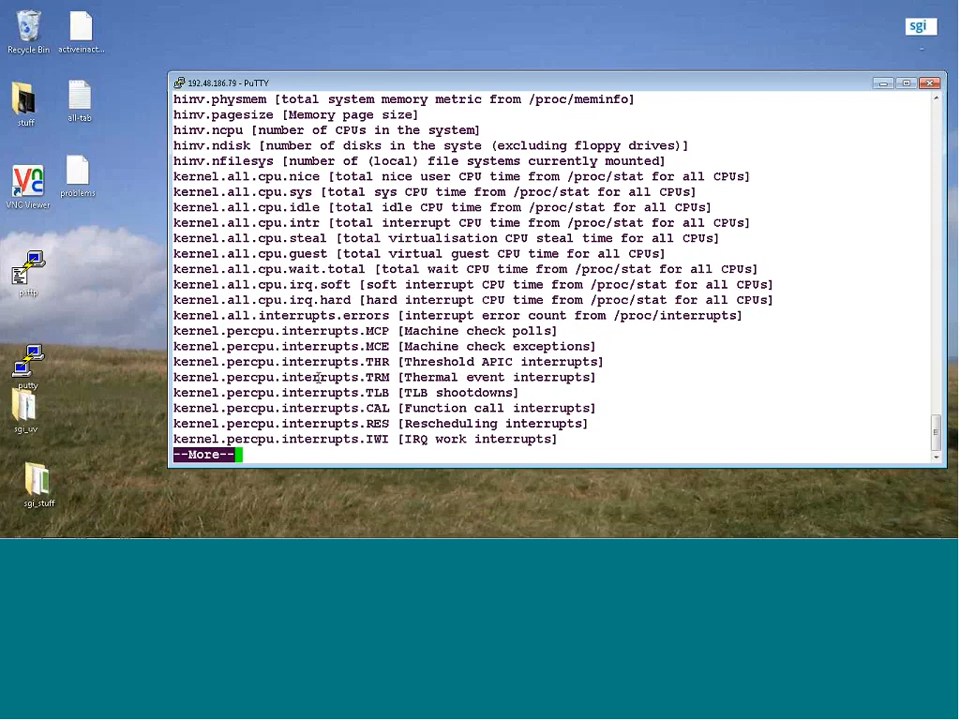 Recycle Bin
activeinact...
sgi
192.48.186.79 - PuTTY
stuff
all-tab
VNC Viewer
problems
psftp
putty
sgi_uv
sgi_stuff
hinv.physmem [total system memory metric from /proc/meminfo]
hinv.pagesize [Memory page size]
hinv.ncpu [number of CPUs in the system]
hinv.ndisk [number of disks in the syste (excluding floppy drives)]
hinv.nfilesys [number of (local) file systems currently mounted]
kernel.all.cpu.nice [total nice user CPU time from /proc/stat for all CPUs]
kernel.all.cpu.sys [total sys CPU time from /proc/stat for all CPUs]
kernel.all.cpu.idle [total idle CPU time from /proc/stat for all CPUs]
kernel.all.cpu.intr [total interrupt CPU time from /proc/stat for all CPUs]
kernel.all.cpu.steal [total virtualisation CPU steal time for all CPUs]
kernel.all.cpu.guest [total virtual guest CPU time for all CPUs]
kernel.all.cpu.wait.total [total wait CPU time from /proc/stat for all CPUs]
kernel.all.cpu.irq.soft [soft interrupt CPU time from /proc/stat for all CPUs]
kernel.all.cpu.irq.hard [hard interrupt CPU time from /proc/stat for all CPUs]
kernel.all.interrupts.errors [interrupt error count from /proc/interrupts]
kernel.percpu.interrupts.MCP [Machine check polls]
kernel.percpu.interrupts.MCE [Machine check exceptions]
kernel.percpu.interrupts.THR [Threshold APIC interrupts]
kernel.percpu.interrupts.TRM [Thermal event interrupts]
kernel.percpu.interrupts.TLB [TLB shootdowns]
kernel.percpu.interrupts.CAL [Function call interrupts]
kernel.percpu.interrupts.RES [Rescheduling interrupts]
kernel.percpu.interrupts.IWI [IRQ work interrupts]
--More--